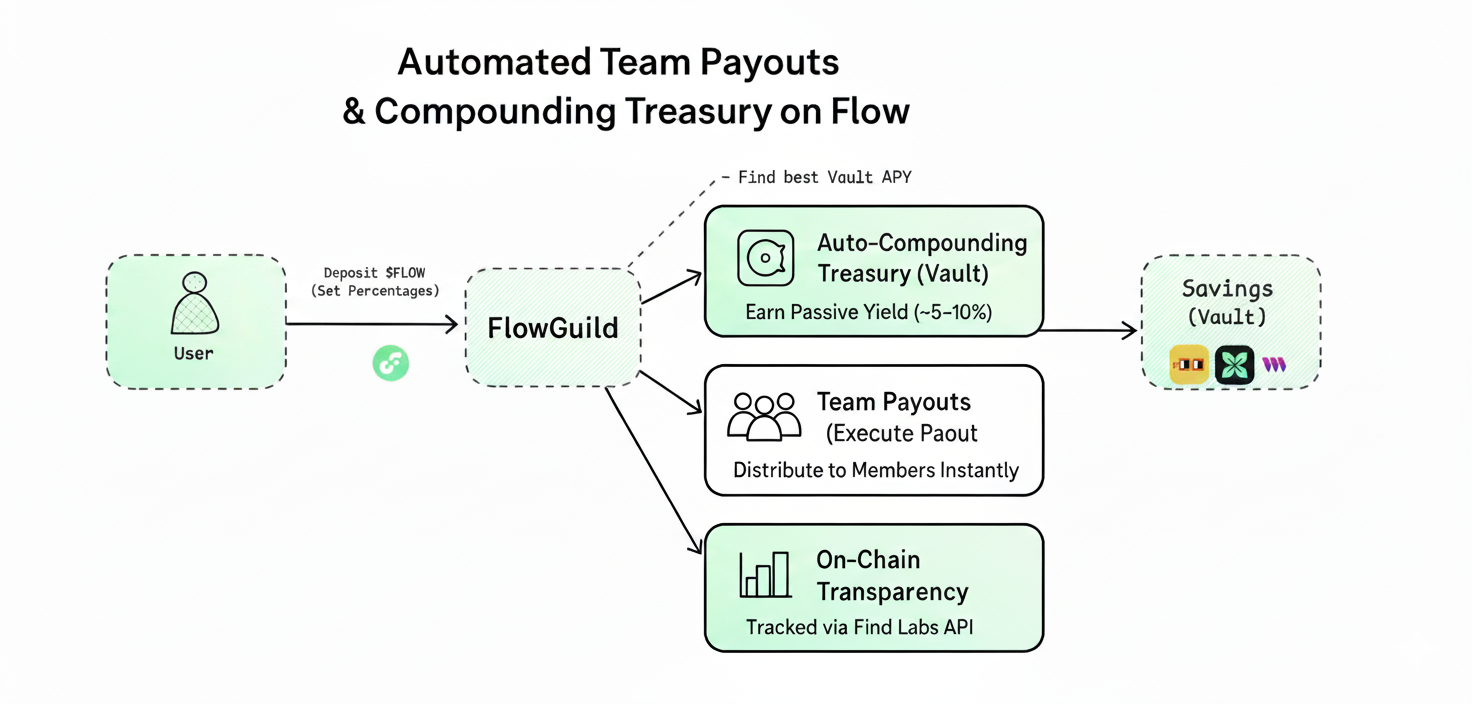 Automated Team Payouts
& Compounding Treasury on Flow
- Find best Vault APY
Deposit $FLOW
(Set Percentages)
User
FlowGuild
Auto-Compounding
Treasury (Vault)
Earn Passive Yield (~5-10%)
Savings
(Vault)
Team Payouts
(Execute Paout
Distribute to Members Instantly
On-Chain
Transparency
Tracked via Find Labs API